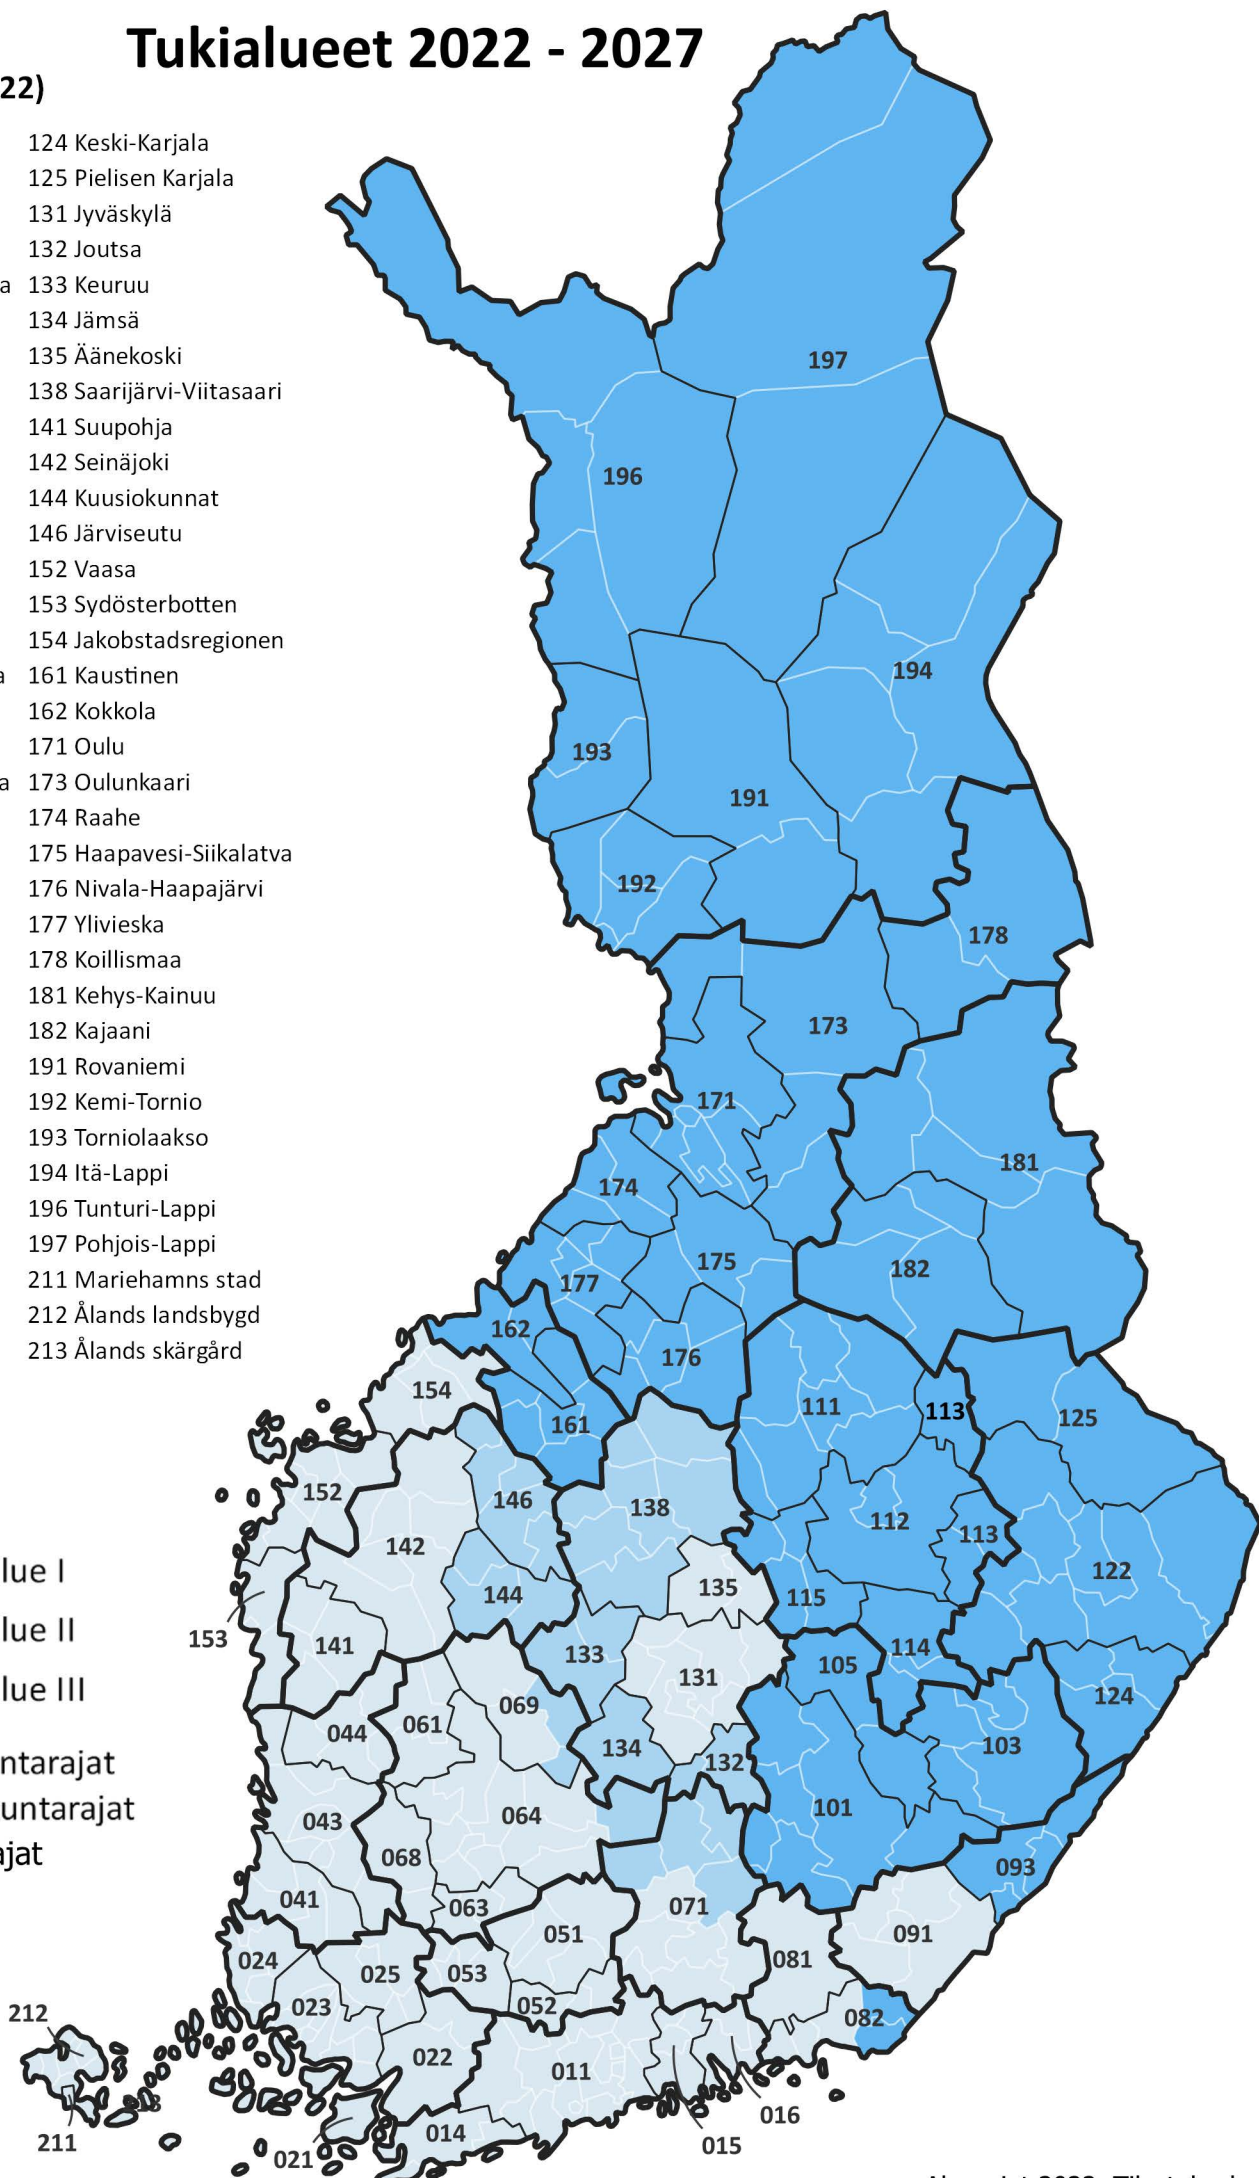 Tukialueet 2022 - 2027
22)
124 Keski-Karjala
125 Pielisen Karjala
131 Jyväskylä
132 Joutsa
a 133 Keuruu
134 Jämsä
135 Äänekoski
138 Saarijärvi-Viitasaari
141 Suupohja
142 Seinäjoki
144 Kuusiokunnat
146 Järviseutu
152 Vaasa
153 Sydösterbotten
154 Jakobstadsregionen
a 161 Kaustinen
162 Kokkola
171 Oulu
a 173 Oulunkaari
174 Raahe
175 Haapavesi-Siikalatva
176 Nivala-Haapajärvi
177 Ylivieska
178 Koillismaa
181 Kehys-Kainuu
182 Kajaani
191 Rovaniemi
192 Kemi-Tornio
193 Torniolaakso
194 Itä-Lappi
196 Tunturi-Lappi
197 Pohjois-Lappi
211 Mariehamns stad
212 Ålands landsbygd
213 Ålands skärgård
lue I
lue II
lue III
ntarajat
untarajat
ajat
197
196
194
193
191
192
178
173
171
181
174
175
182
177
162
176
154
111
113
125
161
152
146
138
112
113
142
122
135
144
115
153
141
133
114
105
131
124
069
044
061
134
103
132
101
064
043
068
093
041
063
071
051
091
024
081
025
053
052
023
212
082
022
011
016
014
211
015
021